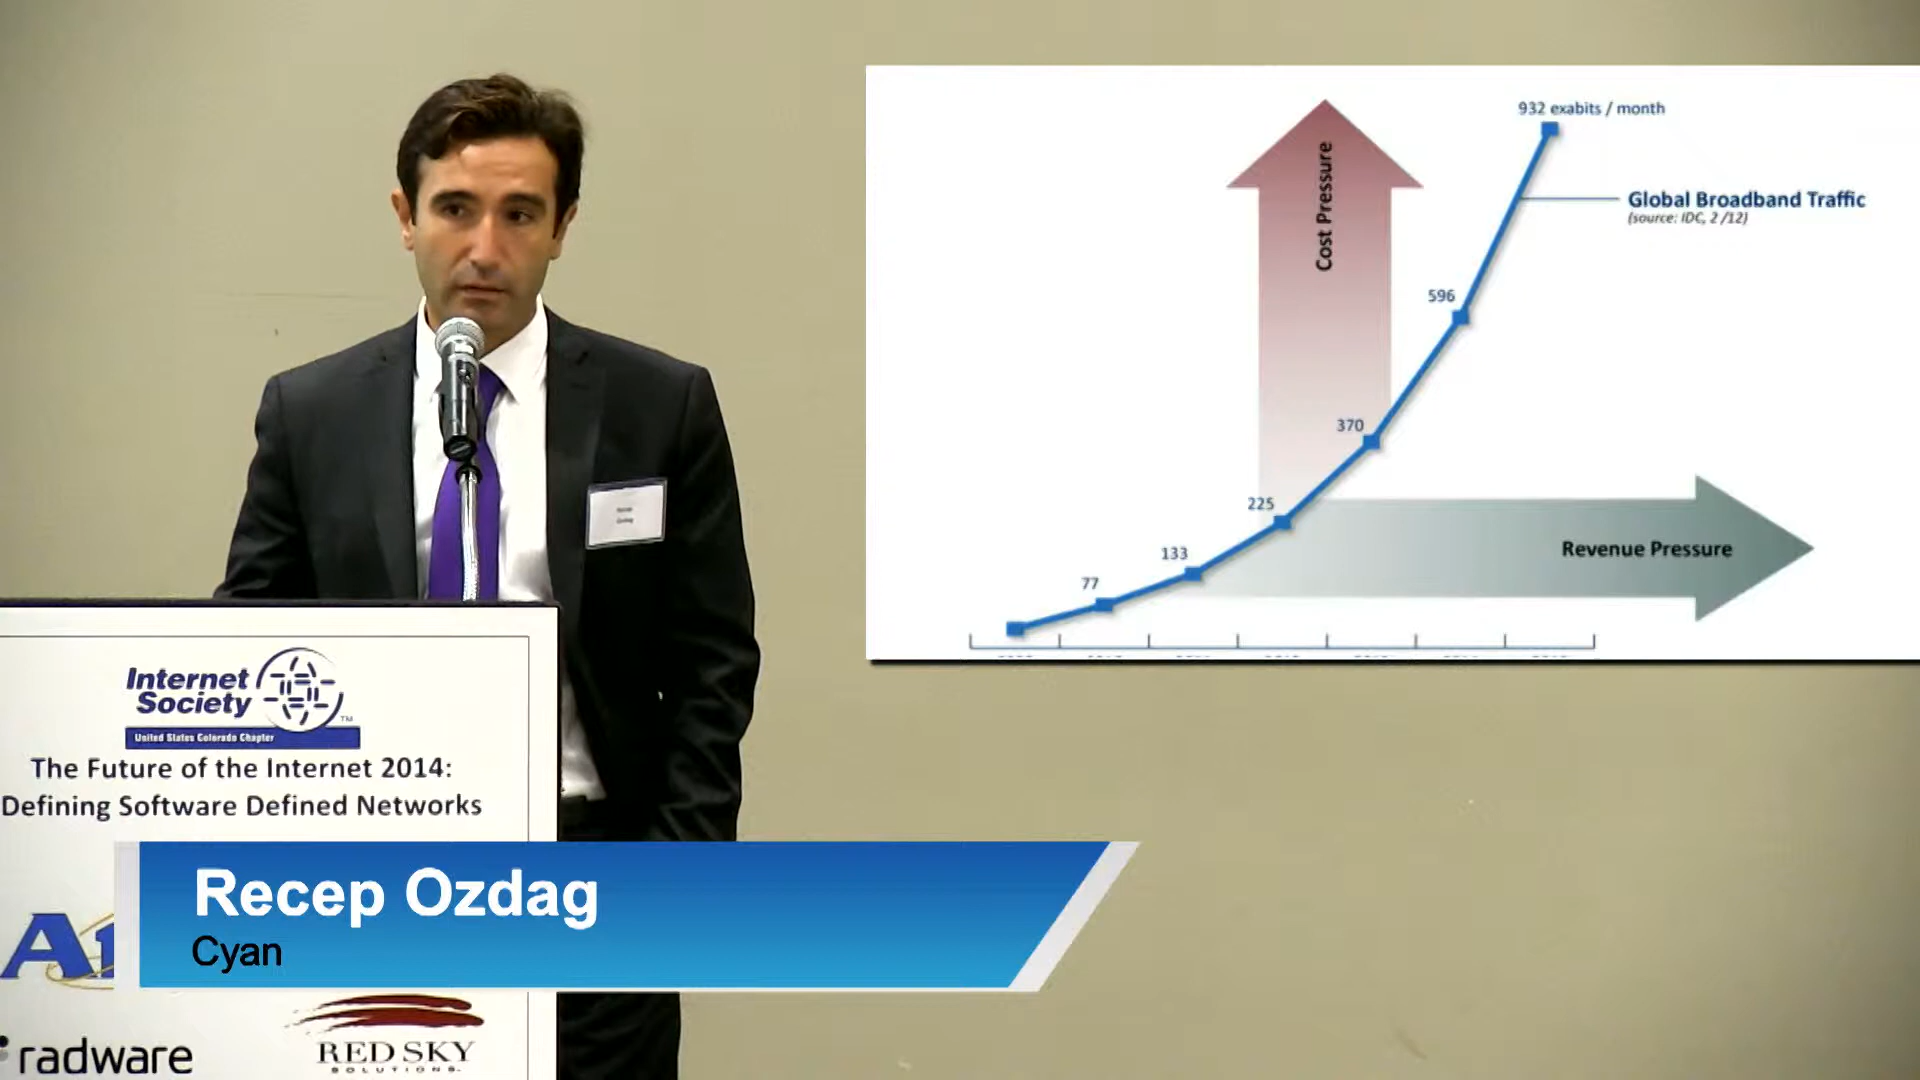 932 exabits / month
Cost Pressure
Global Broadband Traffic
(source: IDC, 2 /12)
596
370
225
133
77
Revenue Pressure
Internet
Society
TM
United States Colorado Chapter
The Future of the Internet 2014:
Defining Software Defined Networks
Recep Ozdag
Cyan
radware
RED SKY
SOLUTIONS